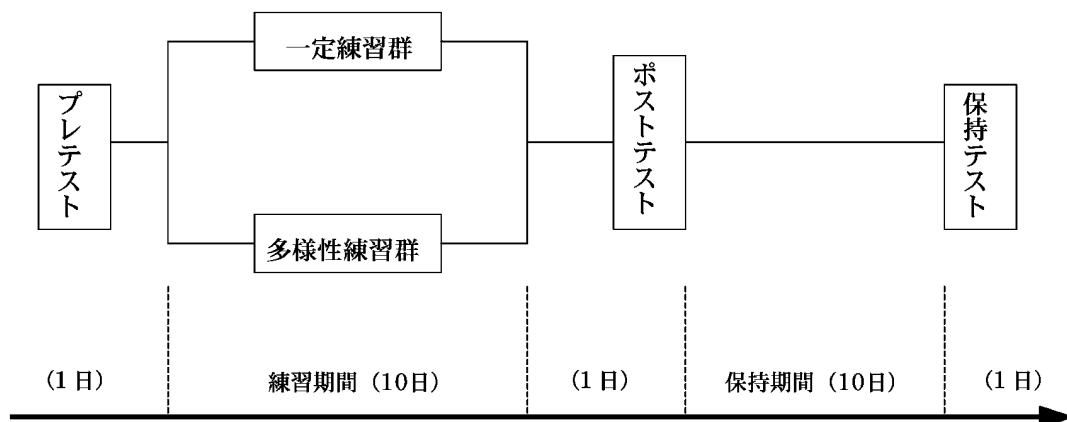 一定練習群
プレテスト
ポストテスト
保持テスト
多様性練習群
(1日)
練習期間(10日)
(1日)
保持期間(10日)
(1日)